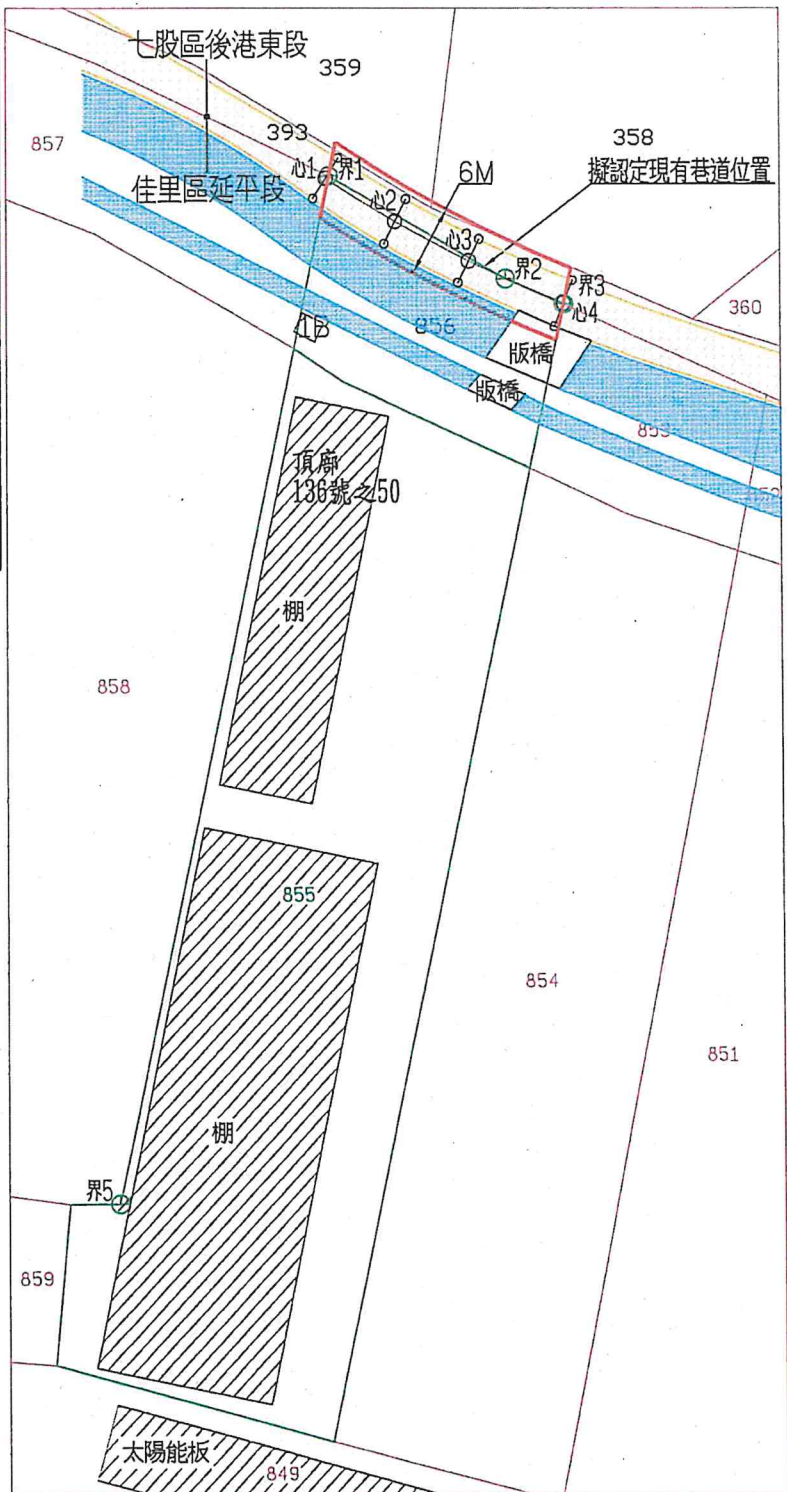 七股區後港東段
359
857
393
358
心1
界1
6M
擬認定現有巷道位置
佳里區延平段
心2
心3
界2
界3
心4
360
1B
856
版橋
版橋
853
頂廍
136號之50
棚
858
855
854
851
棚
界5
859
太陽能板
849